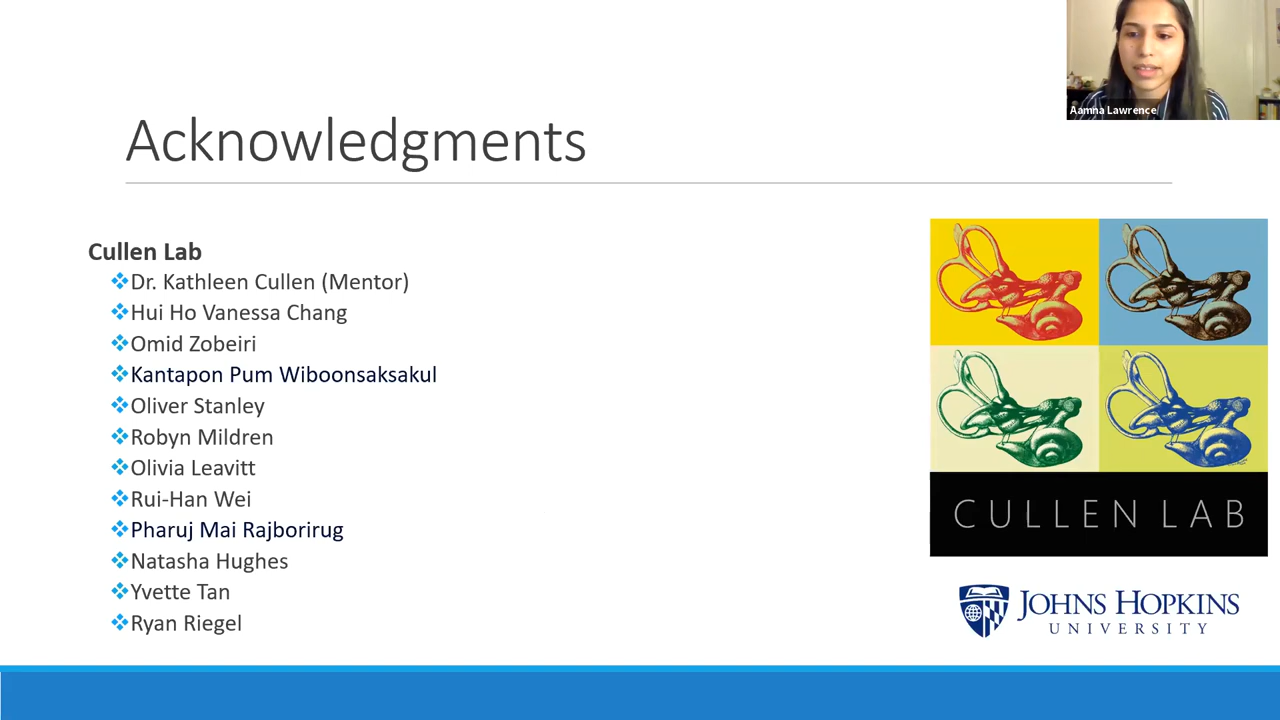 Aamna Lawrence
Acknowledgments
Cullen Lab
Dr. Kathleen Cullen (Mentor)
Hui Ho Vanessa Chang
Omid Zobeiri
Kantapon Pum Wiboonsaksakul
Oliver Stanley
Robyn Mildren
Olivia Leavitt
Rui-Han Wei
Pharuj Mai Rajborirug
Natasha Hughes
Yvette Tan
Ryan Riegel
CULLEN LAB
JOHNS HOPKINS
UNIVERSITY